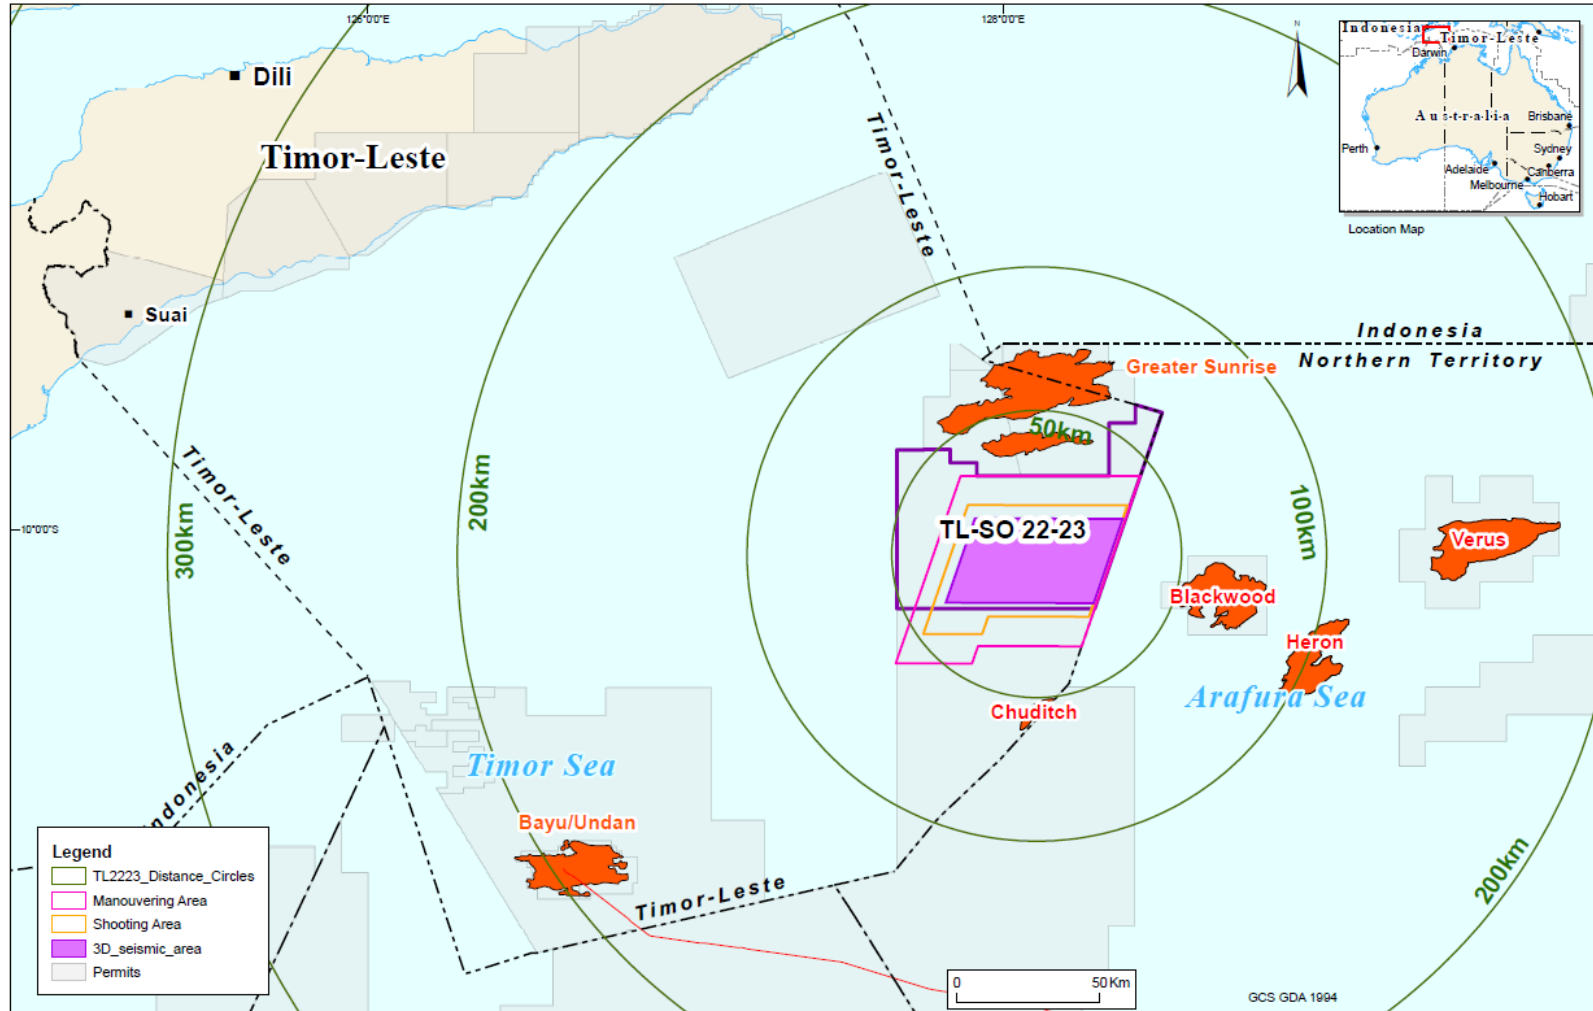 126°0'0"E
128°0'0"E
N
Indonesia
Timor-Leste
Darwin
Australia
Brisbane
Perth
Sydney
Adelaide
Canberra
Melbourne
Hobart
Location Map
Dili
Timor-Leste
Suai
Timor-Leste
Indonesia
Northern Territory
Greater Sunrise
50km
Timor-Leste
200km
300km
100km
10°0'0"S
TL-SO 22-23
Verus
Blackwood
Heron
Arafura Sea
Chuditch
Timor Sea
Indonesia
Bayu/Undan
Timor-Leste
200km
Legend
TL2223_Distance_Circles
Manouvering Area
Shooting Area
3D_seismic_area
Permits
0 50 Km
GCS GDA 1994